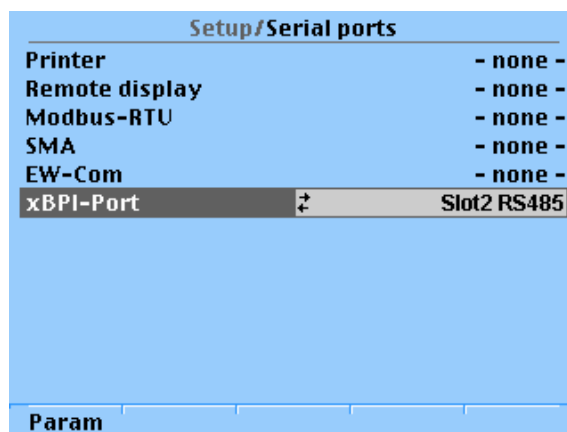 Setup/Serial ports
Printer - none -
Remote display - none -
Modbus-RTU - none -
SMA - none -
EW-Com - none -
xBPI-Port Slot2 RS485
Param